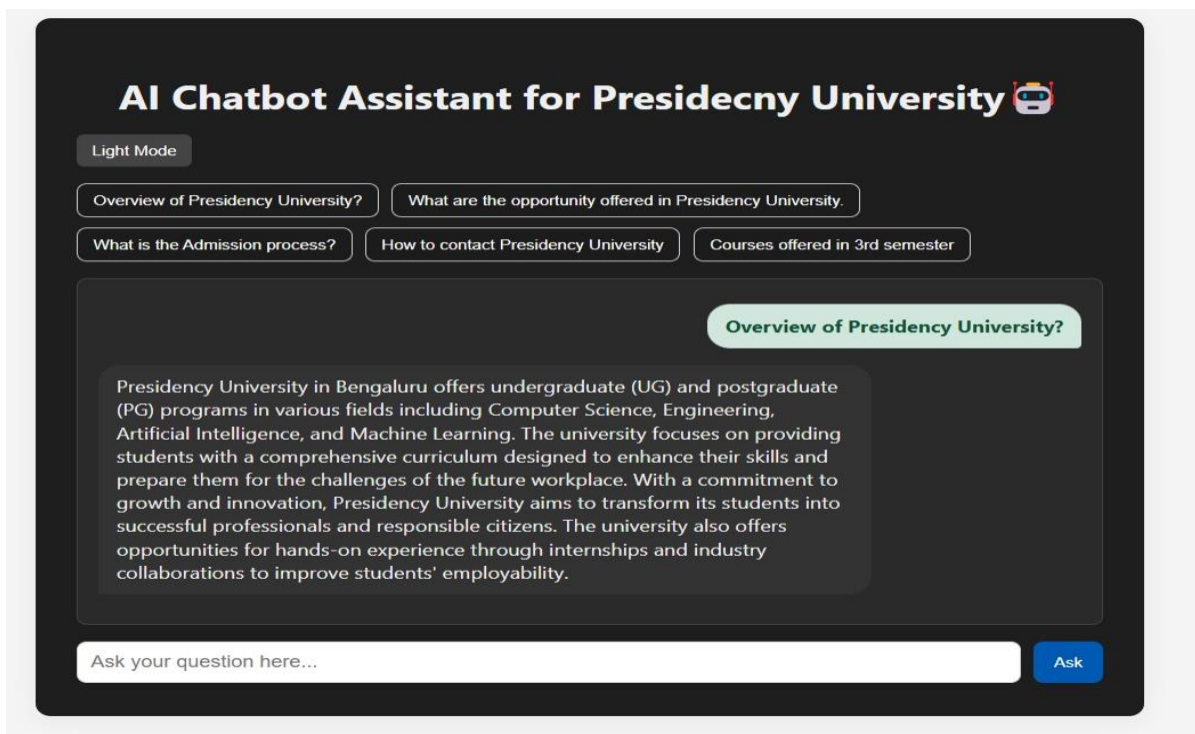 AI Chatbot Assistant for Presidecny University
Light Mode
Overview of Presidency University? What are the opportunity offered in Presidency University.
What is the Admission process? How to contact Presidency University Courses offered in 3rd semester
Overview of Presidency University?
Presidency University in Bengaluru offers undergraduate (UG) and postgraduate
(PG) programs in various fields including Computer Science, Engineering,
Artificial Intelligence, and Machine Learning. The university focuses on providing
students with a comprehensive curriculum designed to enhance their skills and
prepare them for the challenges of the future workplace. With a commitment to
growth and innovation, Presidency University aims to transform its students into
successful professionals and responsible citizens. The university also offers
opportunities for hands-on experience through internships and industry
collaborations to improve students' employability.
Ask your question here... Ask